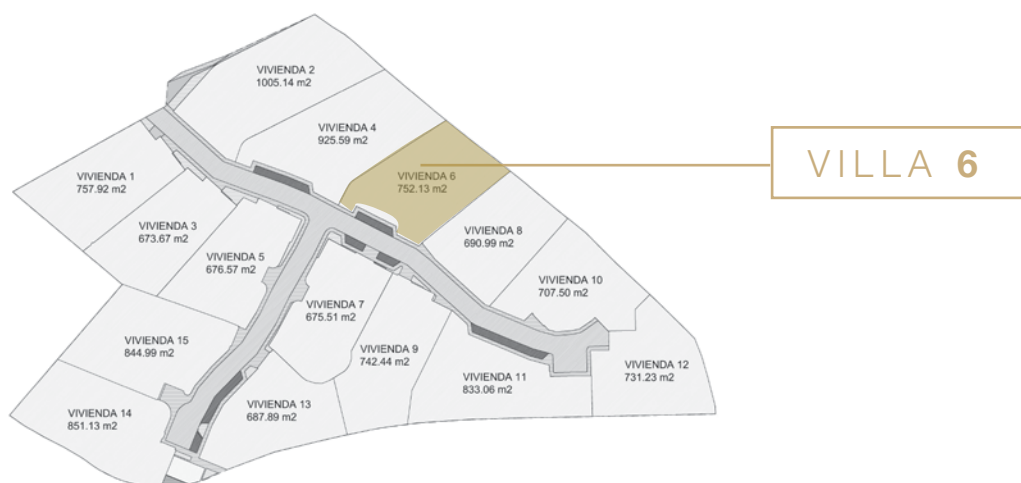 VIVIENDA 2
1005.14 m2
VIVIENDA 4
925.59 m2
VIVIENDA 6
752.13 m2
VILLA 6
VIVIENDA 1
757.92 m2
VIVIENDA 3
673.67 m2
VIVIENDA 8
690.99 m2
VIVIENDA 5
676.57 m2
VIVIENDA 10
707.50 m2
VIVIENDA 7
675.51 m2
VIVIENDA 15
844.99 m2
VIVIENDA 9
742.44 m2
VIVIENDA 12
731.23 m2
VIVIENDA 11
833.06 m2
VIVIENDA 13
687.89 m2
VIVIENDA 14
851.13 m2